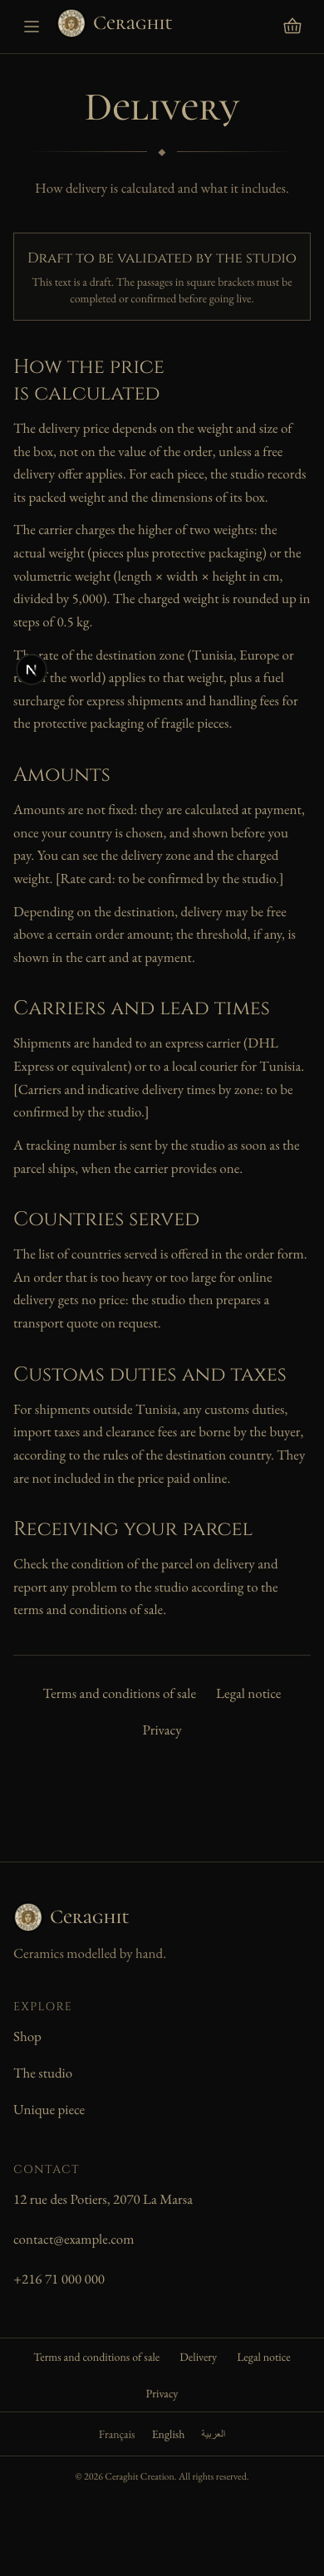 Ceraghit
Delivery
How delivery is calculated and what it includes.
Draft to be validated by the studio
This text is a draft. The passages in square brackets must be
completed or confirmed before going live.
How the price
is calculated
The delivery price depends on the weight and size of
the box, not on the value of the order, unless a free
delivery offer applies. For each piece, the studio records
its packed weight and the dimensions of its box.
The carrier charges the higher of two weights: the
actual weight (pieces plus protective packaging) or the
volumetric weight (length × width × height in cm,
divided by 5,000). The charged weight is rounded up in
steps of 0.5 kg.
rate of the destination zone (Tunisia, Europe or
N
the world) applies to that weight, plus a fuel
surcharge for express shipments and handling fees for
the protective packaging of fragile pieces.
Amounts
Amounts are not fixed: they are calculated at payment,
once your country is chosen, and shown before you
pay. You can see the delivery zone and the charged
weight. [Rate card: to be confirmed by the studio.]
Depending on the destination, delivery may be free
above a certain order amount; the threshold, if any, is
shown in the cart and at payment.
Carriers and lead times
Shipments are handed to an express carrier (DHL
Express or equivalent) or to a local courier for Tunisia.
[Carriers and indicative delivery times by zone: to be
confirmed by the studio.]
A tracking number is sent by the studio as soon as the
parcel ships, when the carrier provides one.
Countries served
The list of countries served is offered in the order form.
An order that is too heavy or too large for online
delivery gets no price: the studio then prepares a
transport quote on request.
Customs duties and taxes
For shipments outside Tunisia, any customs duties,
import taxes and clearance fees are borne by the buyer,
according to the rules of the destination country. They
are not included in the price paid online.
Receiving your parcel
Check the condition of the parcel on delivery and
report any problem to the studio according to the
terms and conditions of sale.
Terms and conditions of sale Legal notice
Privacy
Ceraghit
Ceramics modelled by hand.
EXPLORE
Shop
The studio
Unique piece
CONTACT
12 rue des Potiers, 2070 La Marsa
contact@example.com
+216 71 000 000
Terms and conditions of sale Delivery Legal notice
Privacy
Français English العربية
© 2026 Ceraghit Creation. All rights reserved.